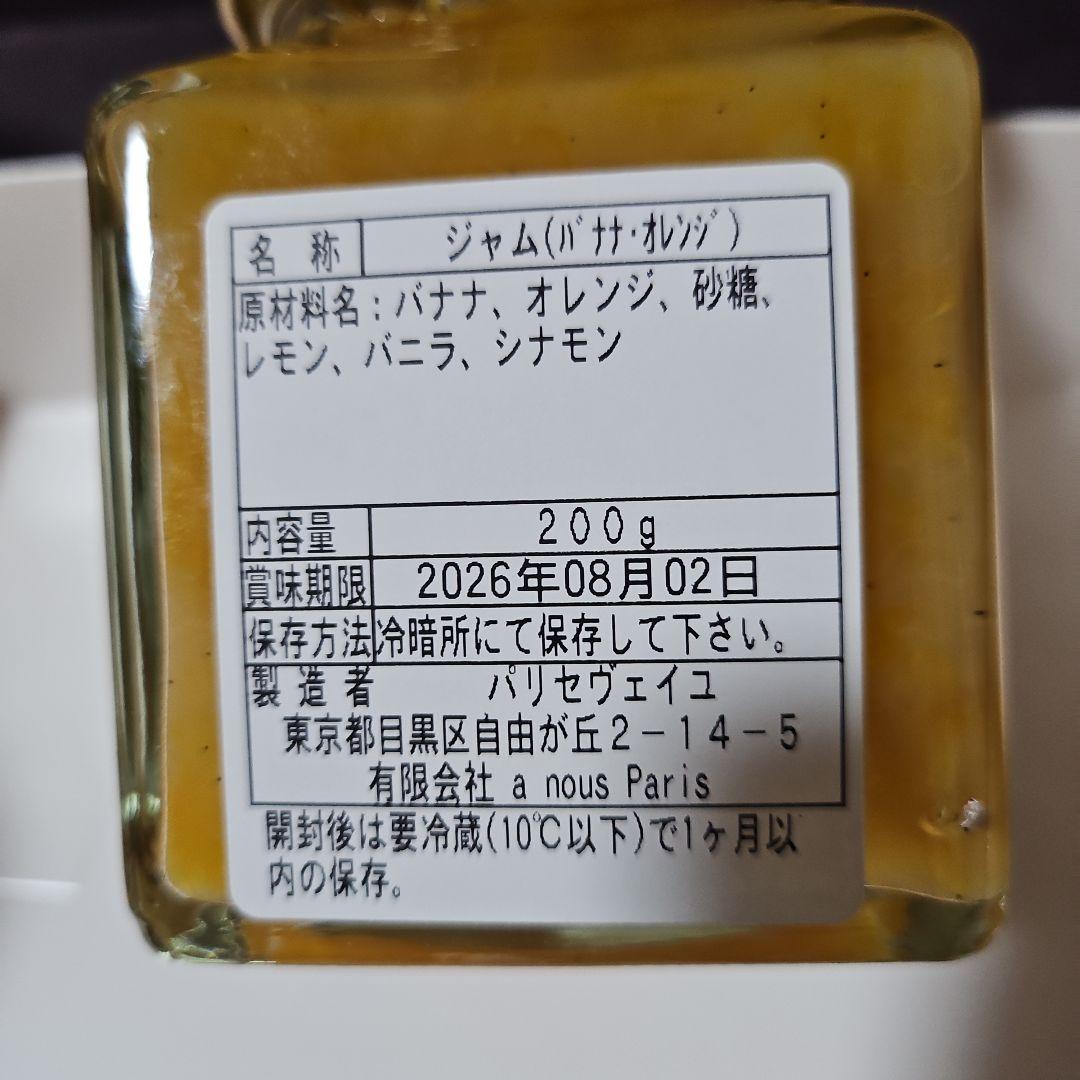 名 称 ジャム(ﾊﾞﾅﾅ・ｵﾚﾝｼﾞ)
原材料名：バナナ、オレンジ、砂糖、
レモン、バニラ、シナモン
内容量 ２００ｇ
賞味期限 2026年08月02日
保存方法 冷暗所にて保存して下さい。
製 造 者 パリセヴェイユ
東京都目黒区自由が丘２－１４－５
有限会社 a nous Paris
開封後は要冷蔵(10℃以下)で1ヶ月以
内の保存。